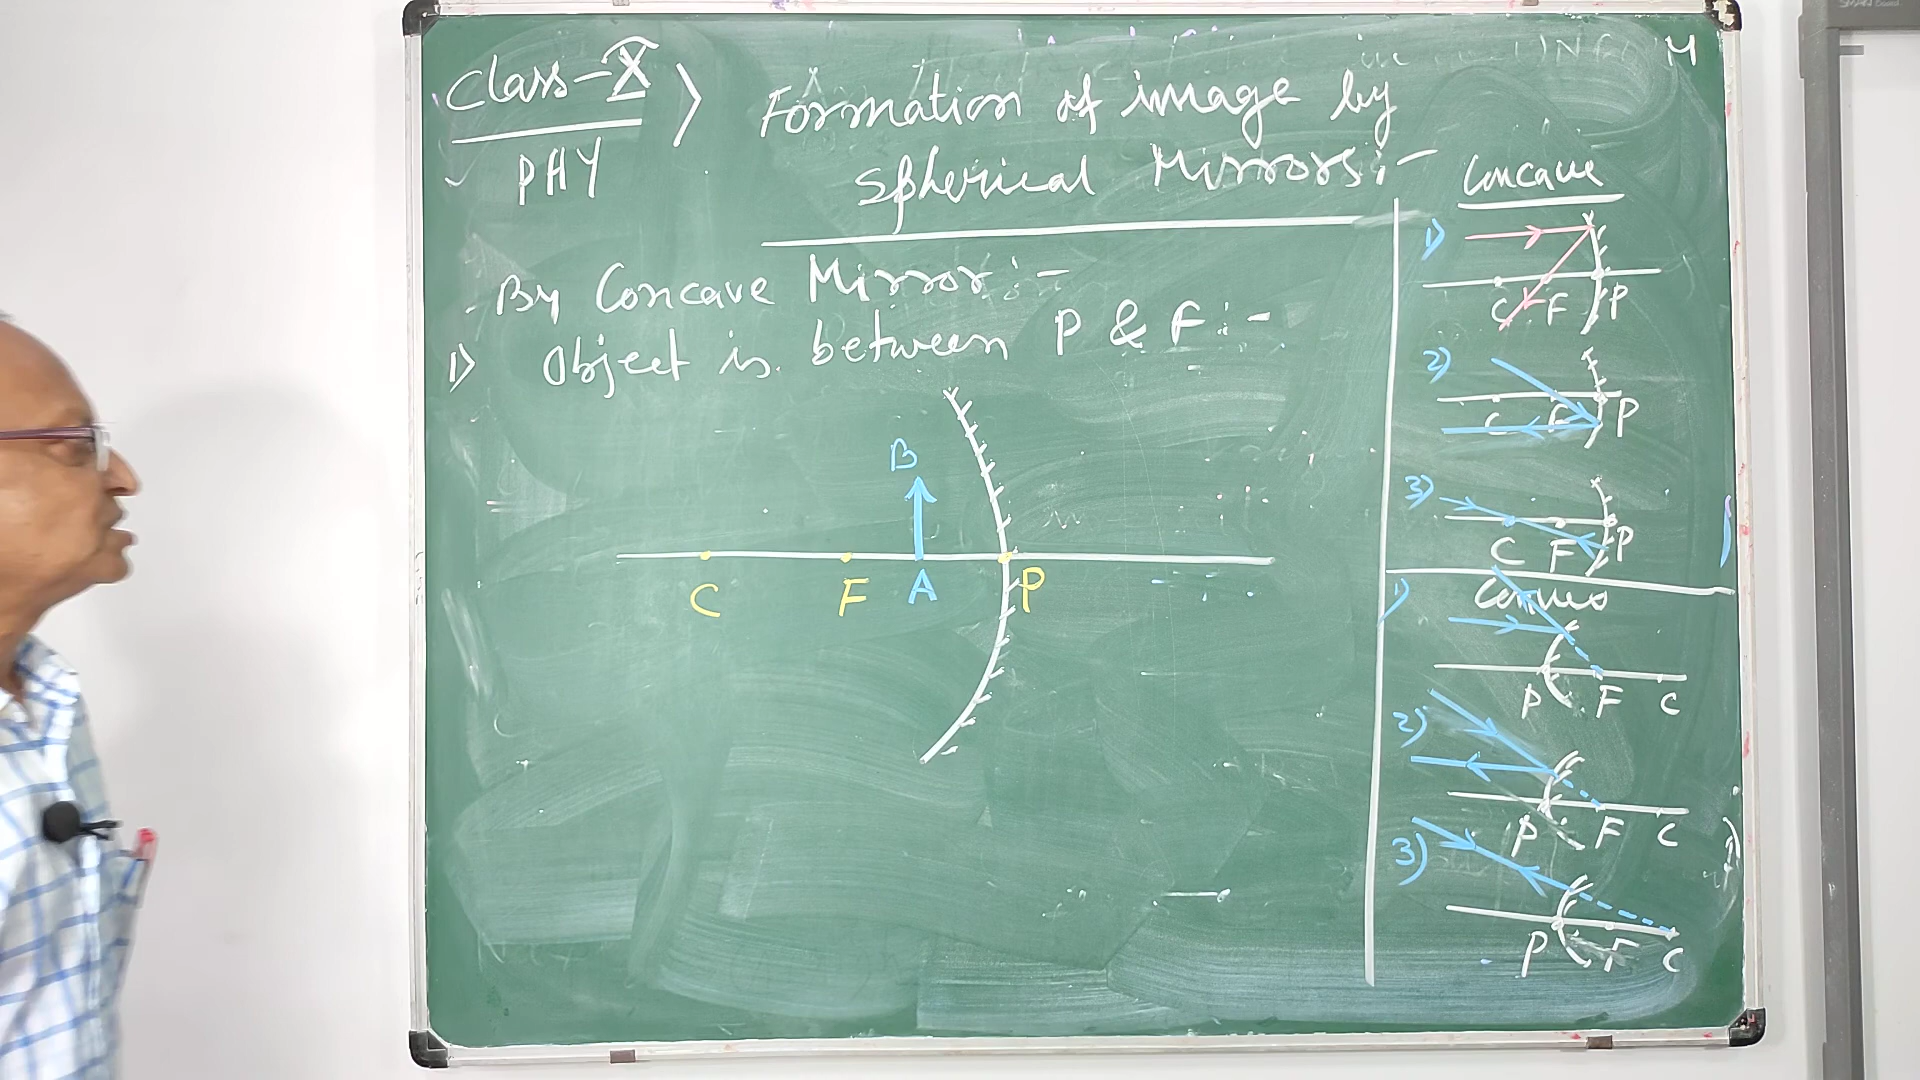 Class-X
PHY
Formation of image by
Spherical Mirrors:-
By Concave Mirror:-
1) Object is between P & F:-
B
C F A P
Concave
1)
C F P
2)
C F P
3)
C F P
Convex
1)
P F C
2)
P F C
3)
P F C